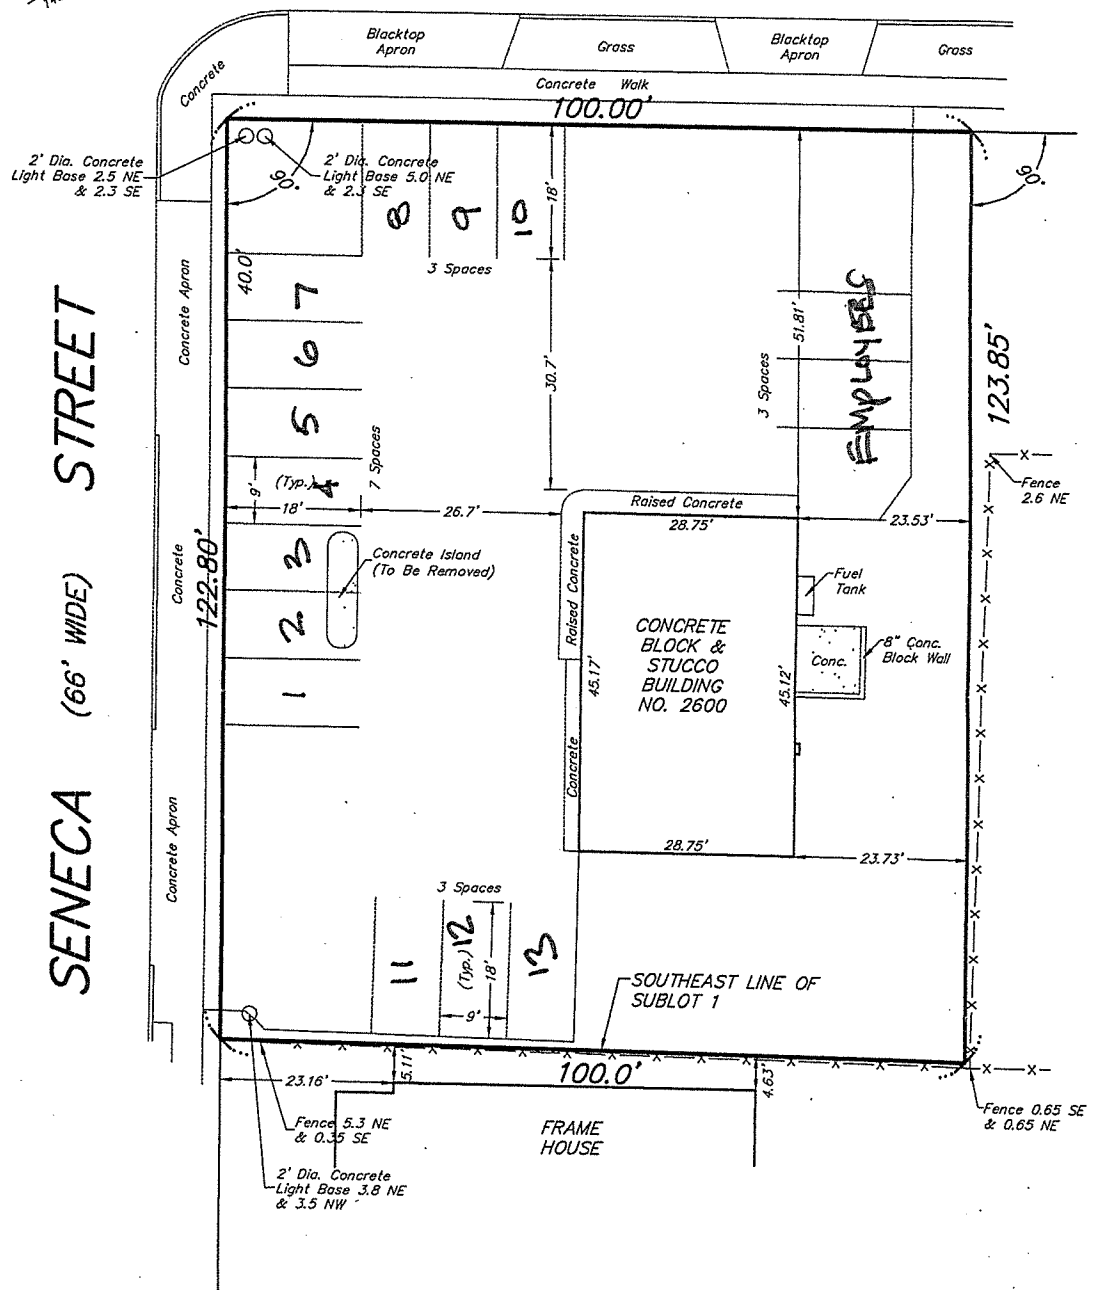 Blacktop
Apron
Grass
Blacktop
Apron
Grass
Concrete
Concrete Walk
100.00'
2' Dia. Concrete
Light Base 2.5 NE
& 2.3 SE
2' Dia. Concrete
Light Base 5.0 NE
& 2.3 SE
90°
90°
8
9
10
18'
3 Spaces
40.0'
Concrete Apron
7
6
5
4
(Typ.)
9'
18'
7 Spaces
26.7'
30.7'
51.81'
3 Spaces
EMPLOYEES
123.85'
Fence
2.6 NE
SENECA (66' WIDE) STREET
Concrete
122.80'
3
2
1
Concrete Island
(To Be Removed)
Raised Concrete
28.75'
23.53'
Raised Concrete
45.17'
CONCRETE
BLOCK &
STUCCO
BUILDING
NO. 2600
45.12'
Fuel
Tank
Conc.
8" Conc.
Block Wall
Concrete
28.75'
23.73'
Concrete Apron
3 Spaces
11
12
(Typ.)
18'
9'
13
SOUTHEAST LINE OF
SUBLOT 1
23.16'
5.11'
100.0'
4.63'
Fence 5.3 NE
& 0.35 SE
FRAME
HOUSE
Fence 0.65 SE
& 0.65 NE
2' Dia. Concrete
Light Base 3.8 NE
& 3.5 NW